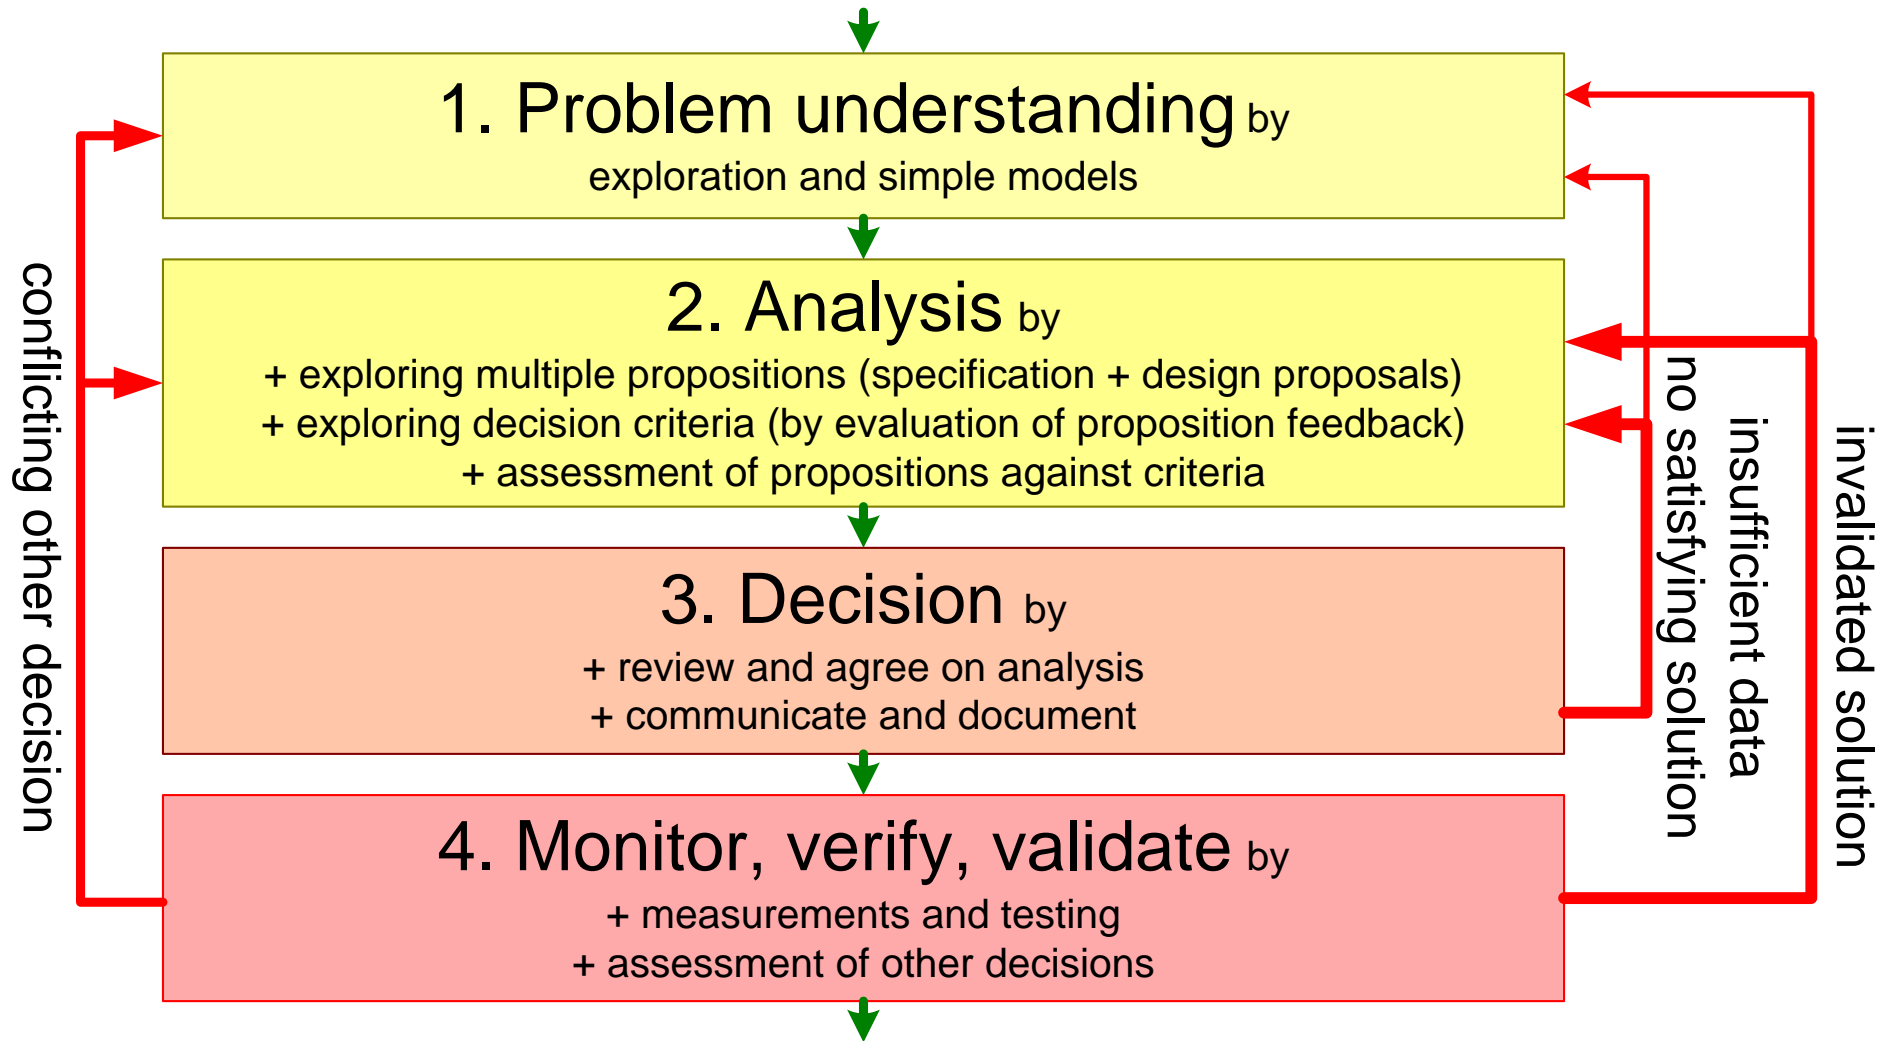 1. Problem understanding by
exploration and simple models
2. Analysis by
+ exploring multiple propositions (specification + design proposals)
+ exploring decision criteria (by evaluation of proposition feedback)
+ assessment of propositions against criteria
3. Decision by
+ review and agree on analysis
+ communicate and document
4. Monitor, verify, validate by
+ measurements and testing
+ assessment of other decisions
conflicting other decision
insufficient data
no satisfying solution
invalidated solution